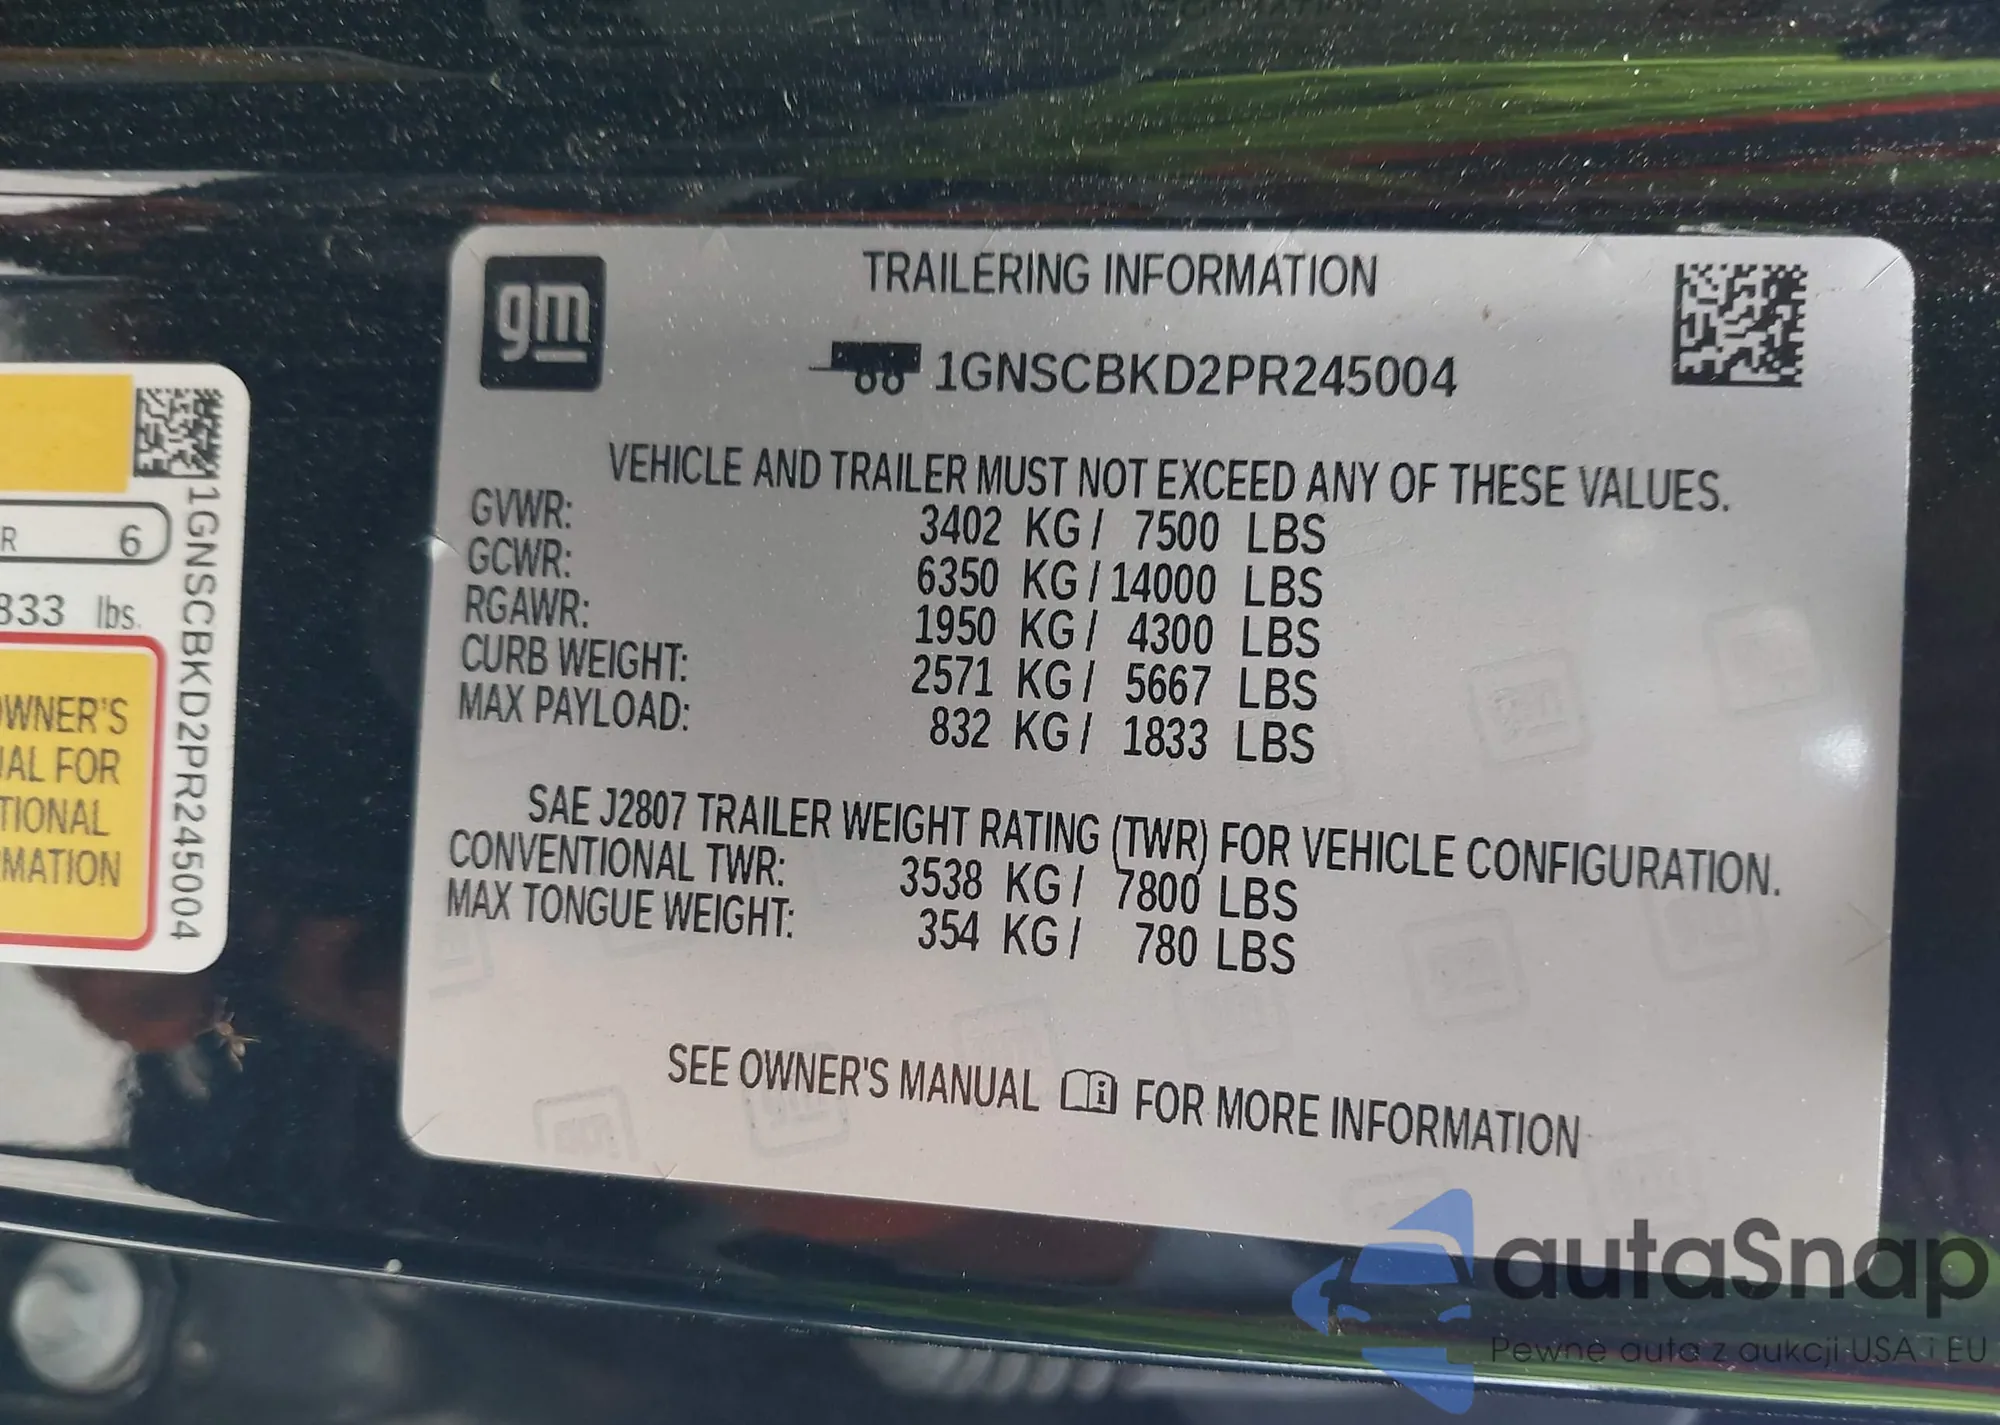 gm
TRAILERING INFORMATION
1GNSCBKD2PR245004
VEHICLE AND TRAILER MUST NOT EXCEED ANY OF THESE VALUES.
GVWR: 3402 KG/ 7500 LBS
GCWR: 6350 KG/14000 LBS
RGAWR: 1950 KG/ 4300 LBS
CURB WEIGHT: 2571 KG/ 5667 LBS
MAX PAYLOAD: 832 KG/ 1833 LBS
SAE J2807 TRAILER WEIGHT RATING (TWR) FOR VEHICLE CONFIGURATION.
CONVENTIONAL TWR: 3538 KG/ 7800 LBS
MAX TONGUE WEIGHT: 354 KG/ 780 LBS
SEE OWNER'S MANUAL FOR MORE INFORMATION
R 6
833 lbs.
OWNER'S
UAL FOR
TIONAL
MATION
1GNSCBKD2PR245004
autaSnap
Pewne auta z aukcji USA i EU